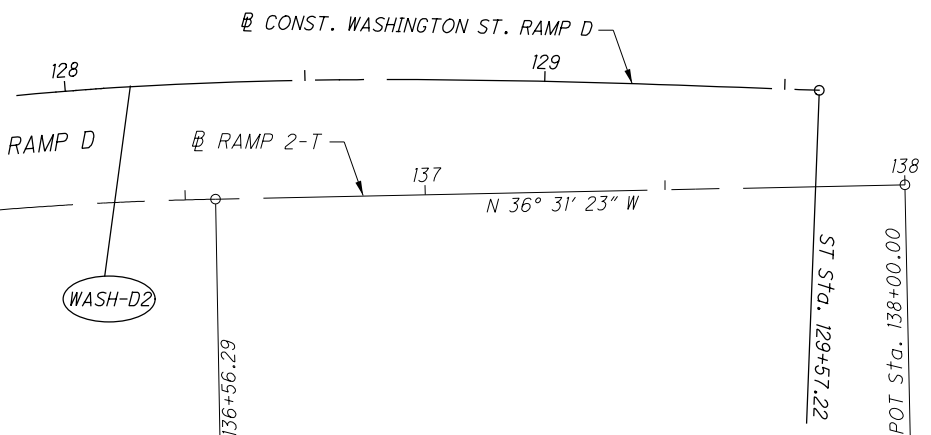 ℄ CONST. WASHINGTON ST. RAMP D
128
129
RAMP D
℄ RAMP 2-T
137
138
N 36° 31' 23" W
WASH-D2
136+56.29
ST Sta. 129+57.22
POT Sta. 138+00.00